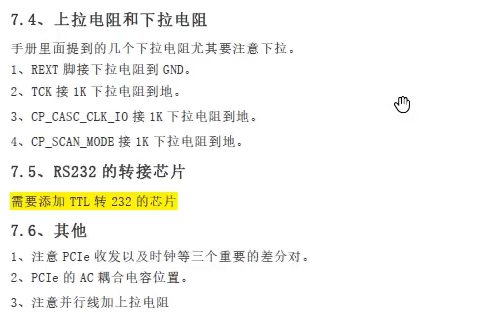 7.4、上拉电阻和下拉电阻
手册里面提到的几个下拉电阻尤其要注意下拉。
1、REXT 脚接下拉电阻到 GND。
2、TCK 接 1K 下拉电阻到地。
3、CP_CASC_CLK_IO 接 1K 下拉电阻到地。
4、CP_SCAN_MODE 接 1K 下拉电阻到地。
7.5、RS232 的转接芯片
需要添加 TTL 转 232 的芯片
7.6、其他
1、注意 PCIe 收发以及时钟等三个重要的差分对。
2、PCIe 的 AC 耦合电容位置。
3、注意并行线加上拉电阻